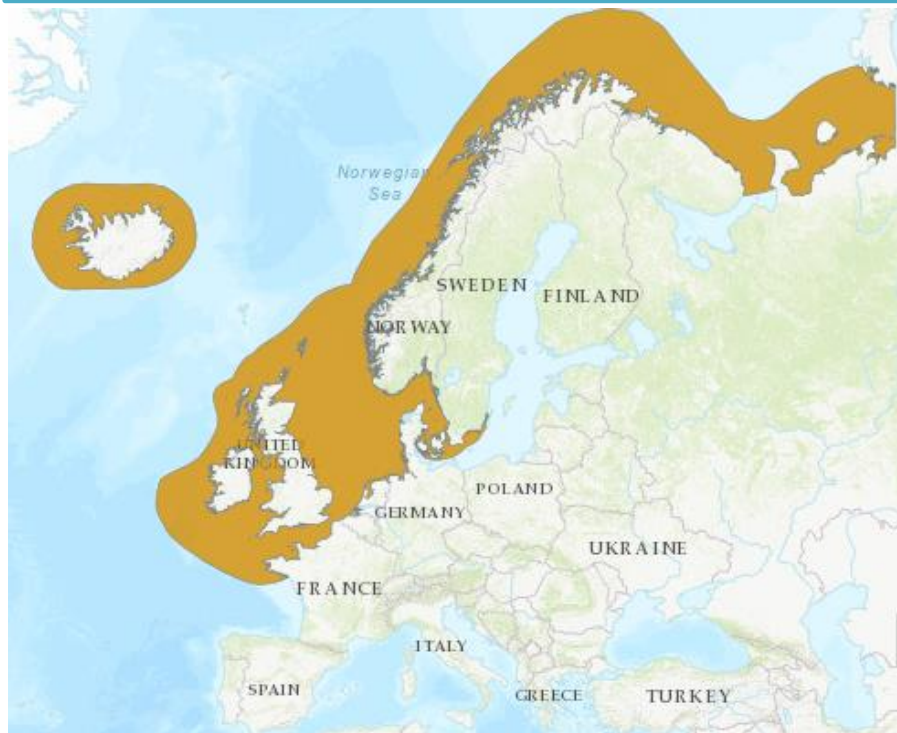 Norwegian
Sea
SWEDEN
FINLAND
NORWAY
UNITED
KINGDOM
POLAND
GERMANY
UKRAINE
FRANCE
ITALY
SPAIN
GREECE
TURKEY